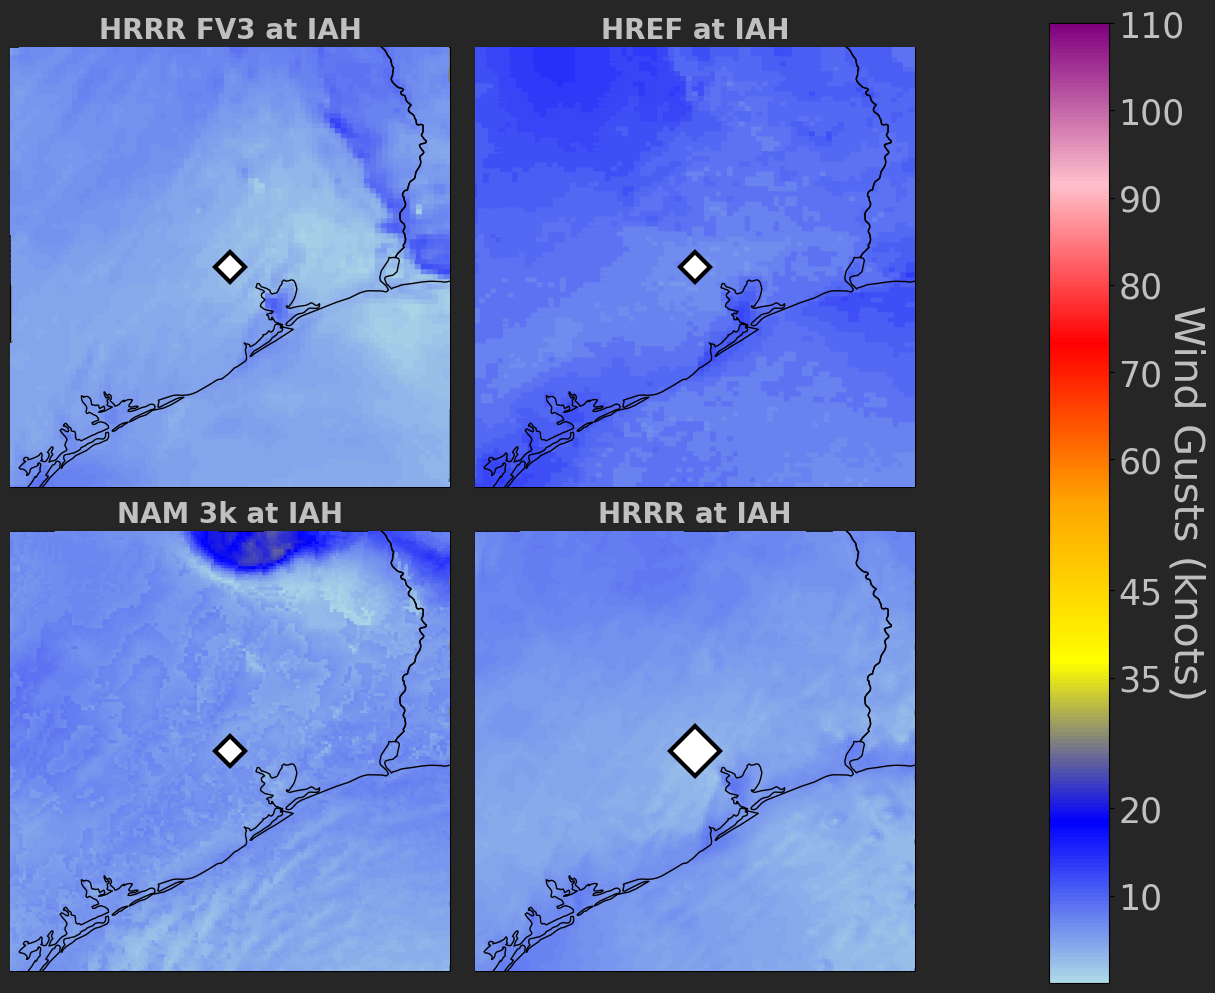 HRRR FV3 at IAH
HREF at IAH
NAM 3k at IAH
HRRR at IAH
110
100
90
80
70
60
45
35
20
10
Wind Gusts (knots)